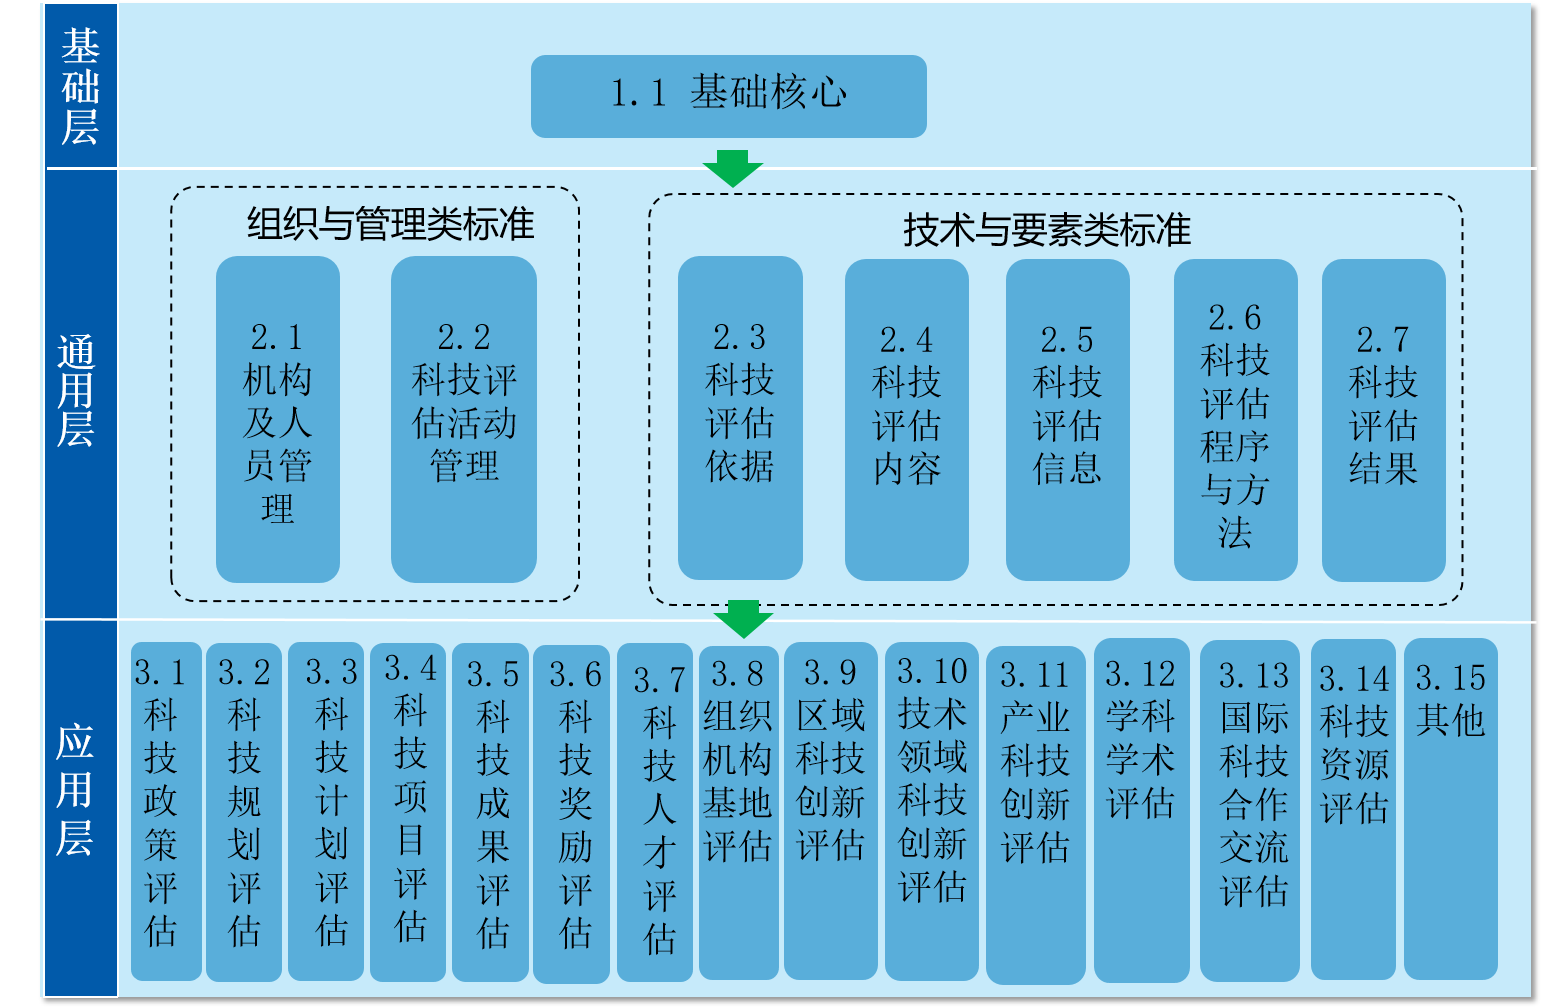 基
础
层
1.1 基础核心
通
用
层
组织与管理类标准
2.1
机构
及人
员管
理
2.2
科技评
估活动
管理
技术与要素类标准
2.3
科技
评估
依据
2.4
科技
评估
内容
2.5
科技
评估
信息
2.6
科技
评估
程序
与方
法
2.7
科技
评估
结果
应
用
层
3.1
科
技
政
策
评
估
3.2
科
技
规
划
评
估
3.3
科
技
计
划
评
估
3.4
科
技
项
目
评
估
3.5
科
技
成
果
评
估
3.6
科
技
奖
励
评
估
3.7
科
技
人
才
评
估
3.8
组织
机构
基地
评估
3.9
区域
科技
创新
评估
3.10
技术
领域
科技
创新
评估
3.11
产业
科技
创新
评估
3.12
学科
学术
评估
3.13
国际
科技
合作
交流
评估
3.14
科技
资源
评估
3.15
其他